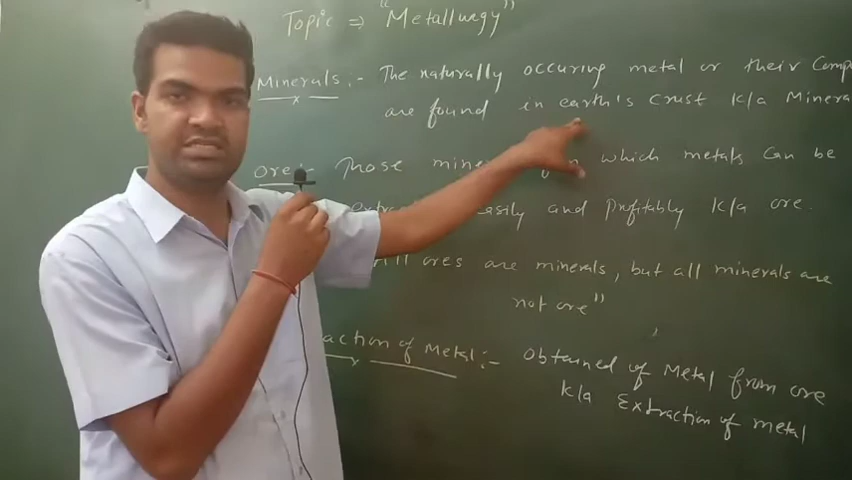 Topic ⇒ "Metallurgy"
Minerals:- The naturally occuring metal or their Comp
are found in earth's Crust k/a Minera
Ore:- Those mine which metals can be
easily and profitably k/a ore.
All ores are minerals, but all minerals are
not ore"
action of Metal:- Obtained of Metal from ore
k/a Extraction of metal